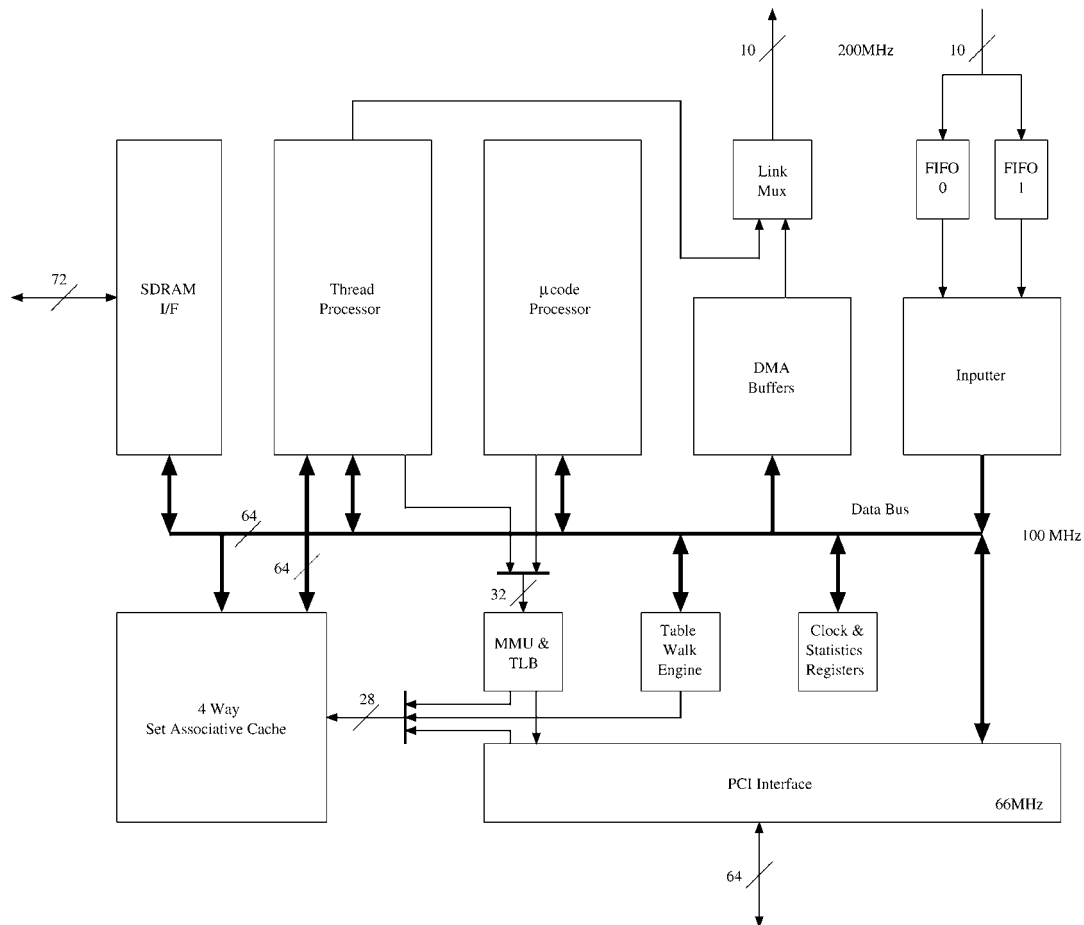 10
200MHz
10
Link
Mux
FIFO
0
FIFO
1
72
SDRAM
I/F
Thread
Processor
μcode
Processor
DMA
Buffers
Inputter
64
Data Bus
100 MHz
64
32
MMU &
TLB
Table
Walk
Engine
Clock &
Statistics
Registers
4 Way
Set Associative Cache
28
PCI Interface
66MHz
64